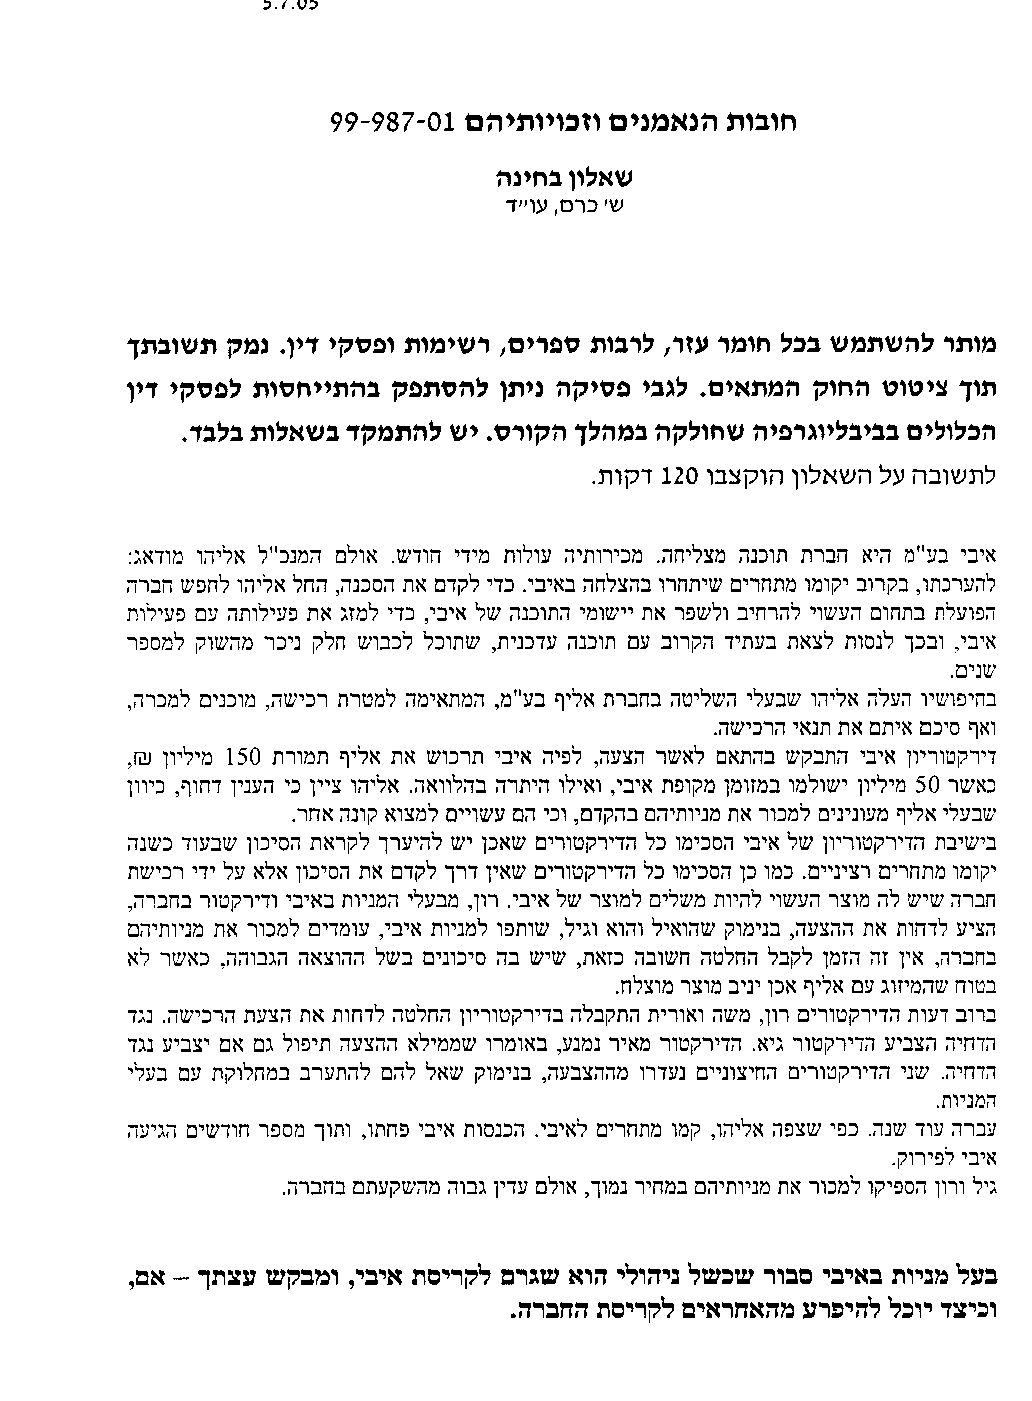 5.7.05
חובות הנאמנים וזכויותיהם 99-987-01
שאלון בחינה
ש' כרם, עו״ד
מותר להשתמש בכל חומר עזר, לרבות ספרים, רשימות ופסקי דין. נמק תשובתך
תוך ציטוט החוק המתאים. לגבי פסיקה ניתן להסתפק בהתייחסות לפסקי דין
הכלולים בביבליוגרפיה שחולקה במהלך הקורס. יש להתמקד בשאלות בלבד.
לתשובה על השאלון הוקצבו 120 דקות.
איבי בע"מ היא חברת תוכנה מצליחה. מכירותיה עולות מידי חודש. אולם המנכ"ל אליהו מודאג:
להערכתו, בקרוב יקומו מתחרים שיתחרו בהצלחה באיבי. כדי לקדם את הסכנה, החל אליהו לחפש חברה
הפועלת בתחום העשוי להרחיב ולשפר את יישומי התוכנה של איבי, כדי למזג את פעילותה עם פעילות
איבי, ובכך לנסות לצאת בעתיד הקרוב עם תוכנה עדכנית, שתוכל לכבוש חלק ניכר מהשוק למספר
שנים.
בחיפושיו העלה אליהו שבעלי השליטה בחברת אליף בע"מ, המתאימה למטרת רכישה, מוכנים למכרה,
ואף סיכם איתם את תנאי הרכישה.
דירקטוריון איבי התבקש בהתאם לאשר הצעה, לפיה איבי תרכוש את אליף תמורת 150 מיליון ₪,
כאשר 50 מיליון ישולמו במזומן מקופת איבי, ואילו היתרה בהלוואה. אליהו ציין כי הענין דחוף, כיוון
שבעלי אליף מעונינים למכור את מניותיהם בהקדם, וכי הם עשויים למצוא קונה אחר.
בישיבת הדירקטוריון של איבי הסכימו כל הדירקטורים שאכן יש להיערך לקראת הסיכון שבעוד כשנה
יקומו מתחרים רציניים. כמו כן הסכימו כל הדירקטורים שאין דרך לקדם את הסיכון אלא על ידי רכישת
חברה שיש לה מוצר העשוי להיות משלים למוצר של איבי. רון, מבעלי המניות באיבי ודירקטור בחברה,
הציע לדחות את ההצעה, בנימוק שהואיל והוא וגיל, שותפו למניות איבי, עומדים למכור את מניותיהם
בחברה, אין זה הזמן לקבל החלטה חשובה כזאת, שיש בה סיכונים בשל ההוצאה הגבוהה, כאשר לא
בטוח שהמיזוג עם אליף אכן יניב מוצר מוצלח.
ברוב דעות הדירקטורים רון, משה ואורית התקבלה בדירקטוריון החלטה לדחות את הצעת הרכישה. נגד
הדחיה הצביע הדירקטור גיא. הדירקטור מאיר נמנע, באומרו שממילא ההצעה תיפול גם אם יצביע נגד
הדחיה. שני הדירקטורים החיצוניים נעדרו מההצבעה, בנימוק שאל להם להתערב במחלוקת עם בעלי
המניות.
עברה עוד שנה. כפי שצפה אליהו, קמו מתחרים לאיבי. הכנסות איבי פחתו, ותוך מספר חודשים הגיעה
איבי לפירוק.
גיל ורון הספיקו למכור את מניותיהם במחיר נמוך, אולם עדין גבוה מהשקעתם בחברה.
בעל מניות באיבי סבור שכשל ניהולי הוא שגרם לקריסת איבי, ומבקש עצתך – אם,
וכיצד יוכל להיפרע מהאחראים לקריסת החברה.